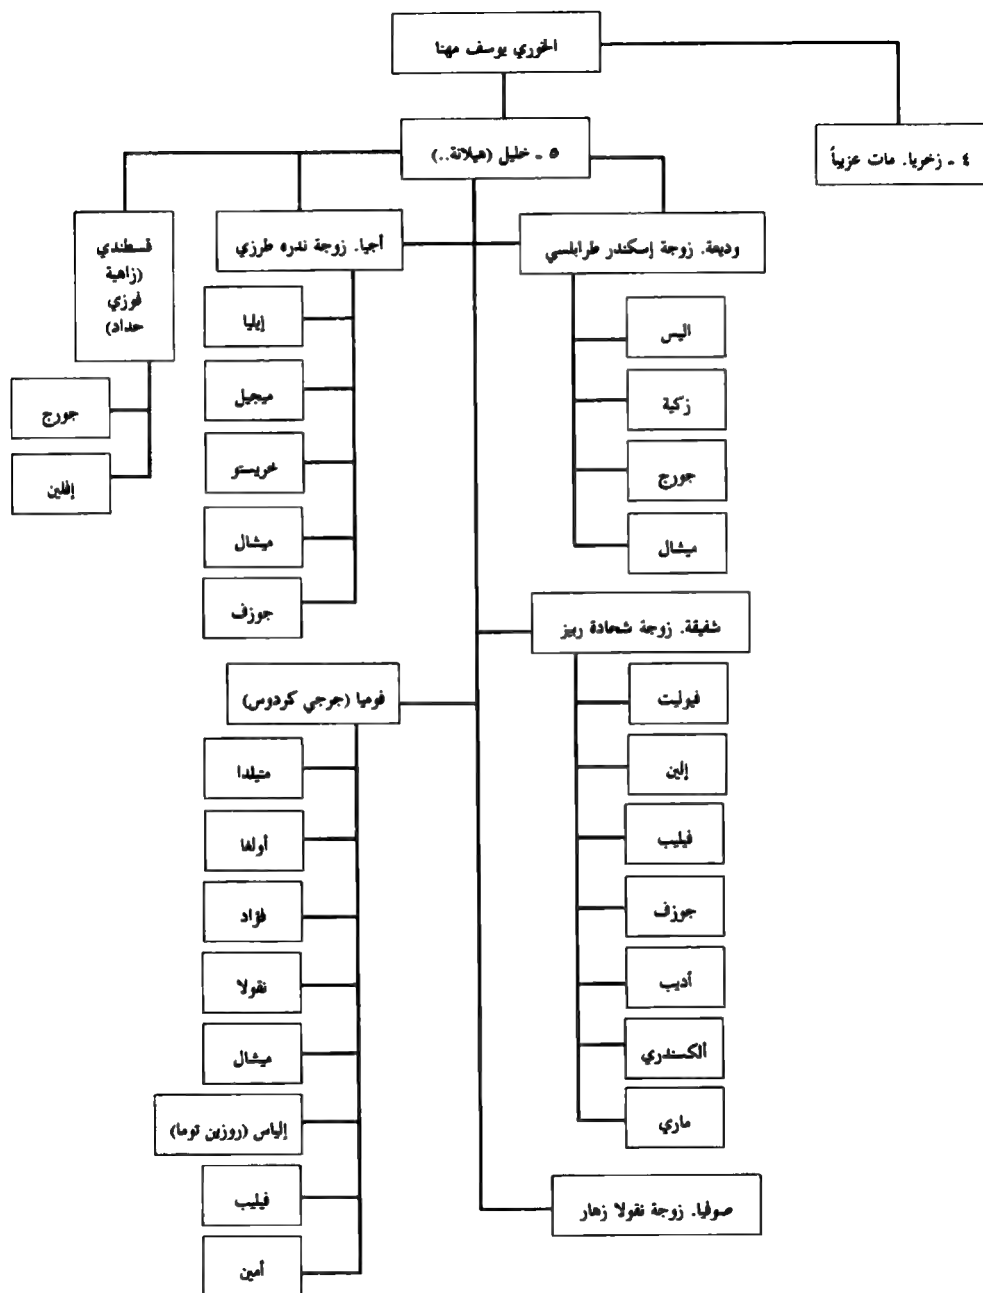 الخوري يوسف مهنا
٤ ـ زخريا. مات عزيباً
٥ ـ خليل (هيلانة..)
وديعة. زوجة إسكندر طرابلسي
اليس
زكية
جورج
ميشال
أجيا. زوجة ندره طرزي
إيليا
ميجيل
خريستو
ميشال
جوزف
قسطندي
(زاهية
فوزي
حداد)
جورج
إفلين
شفيقة. زوجة شحادة ربيز
فيوليت
إلين
فيليب
جوزف
أديب
ألكسندري
ماري
فوميا (جرجي كردوس)
متيلدا
أولغا
فؤاد
نقولا
ميشال
إلياس (روزين توما)
فيليب
أمين
صوفيا. زوجة نقولا زهار